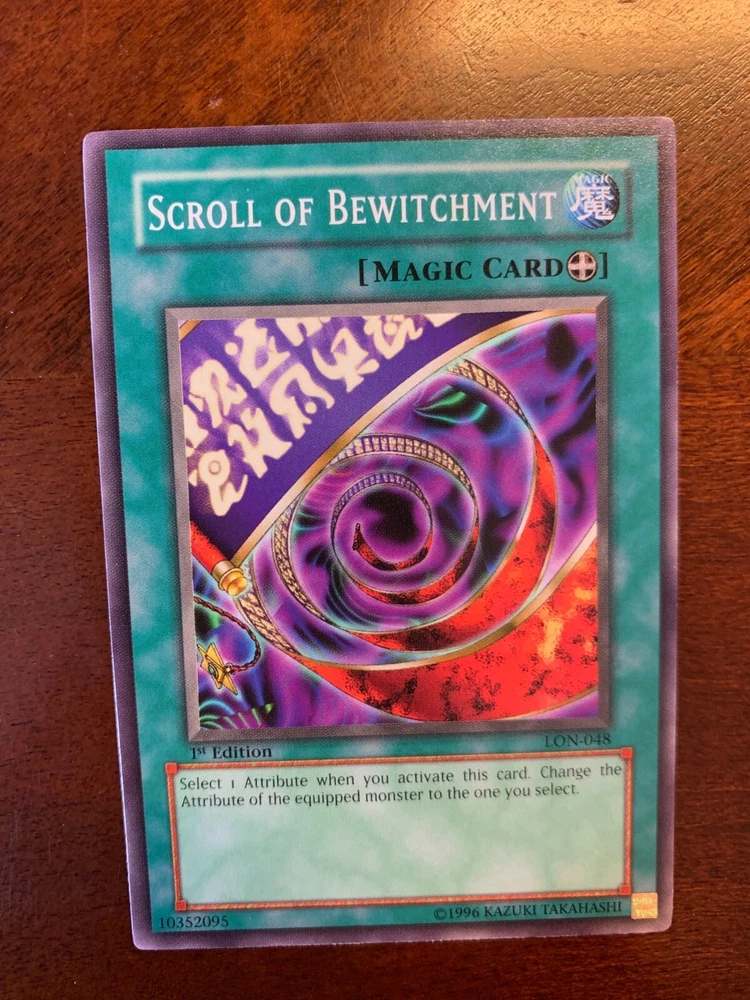 SCROLL OF BEWITCHMENT
MAGIC
魔
[MAGIC CARD]
1st Edition
LON-048
Select 1 Attribute when you activate this card. Change the
Attribute of the equipped monster to the one you select.
10352095
©1996 KAZUKI TAKAHASHI